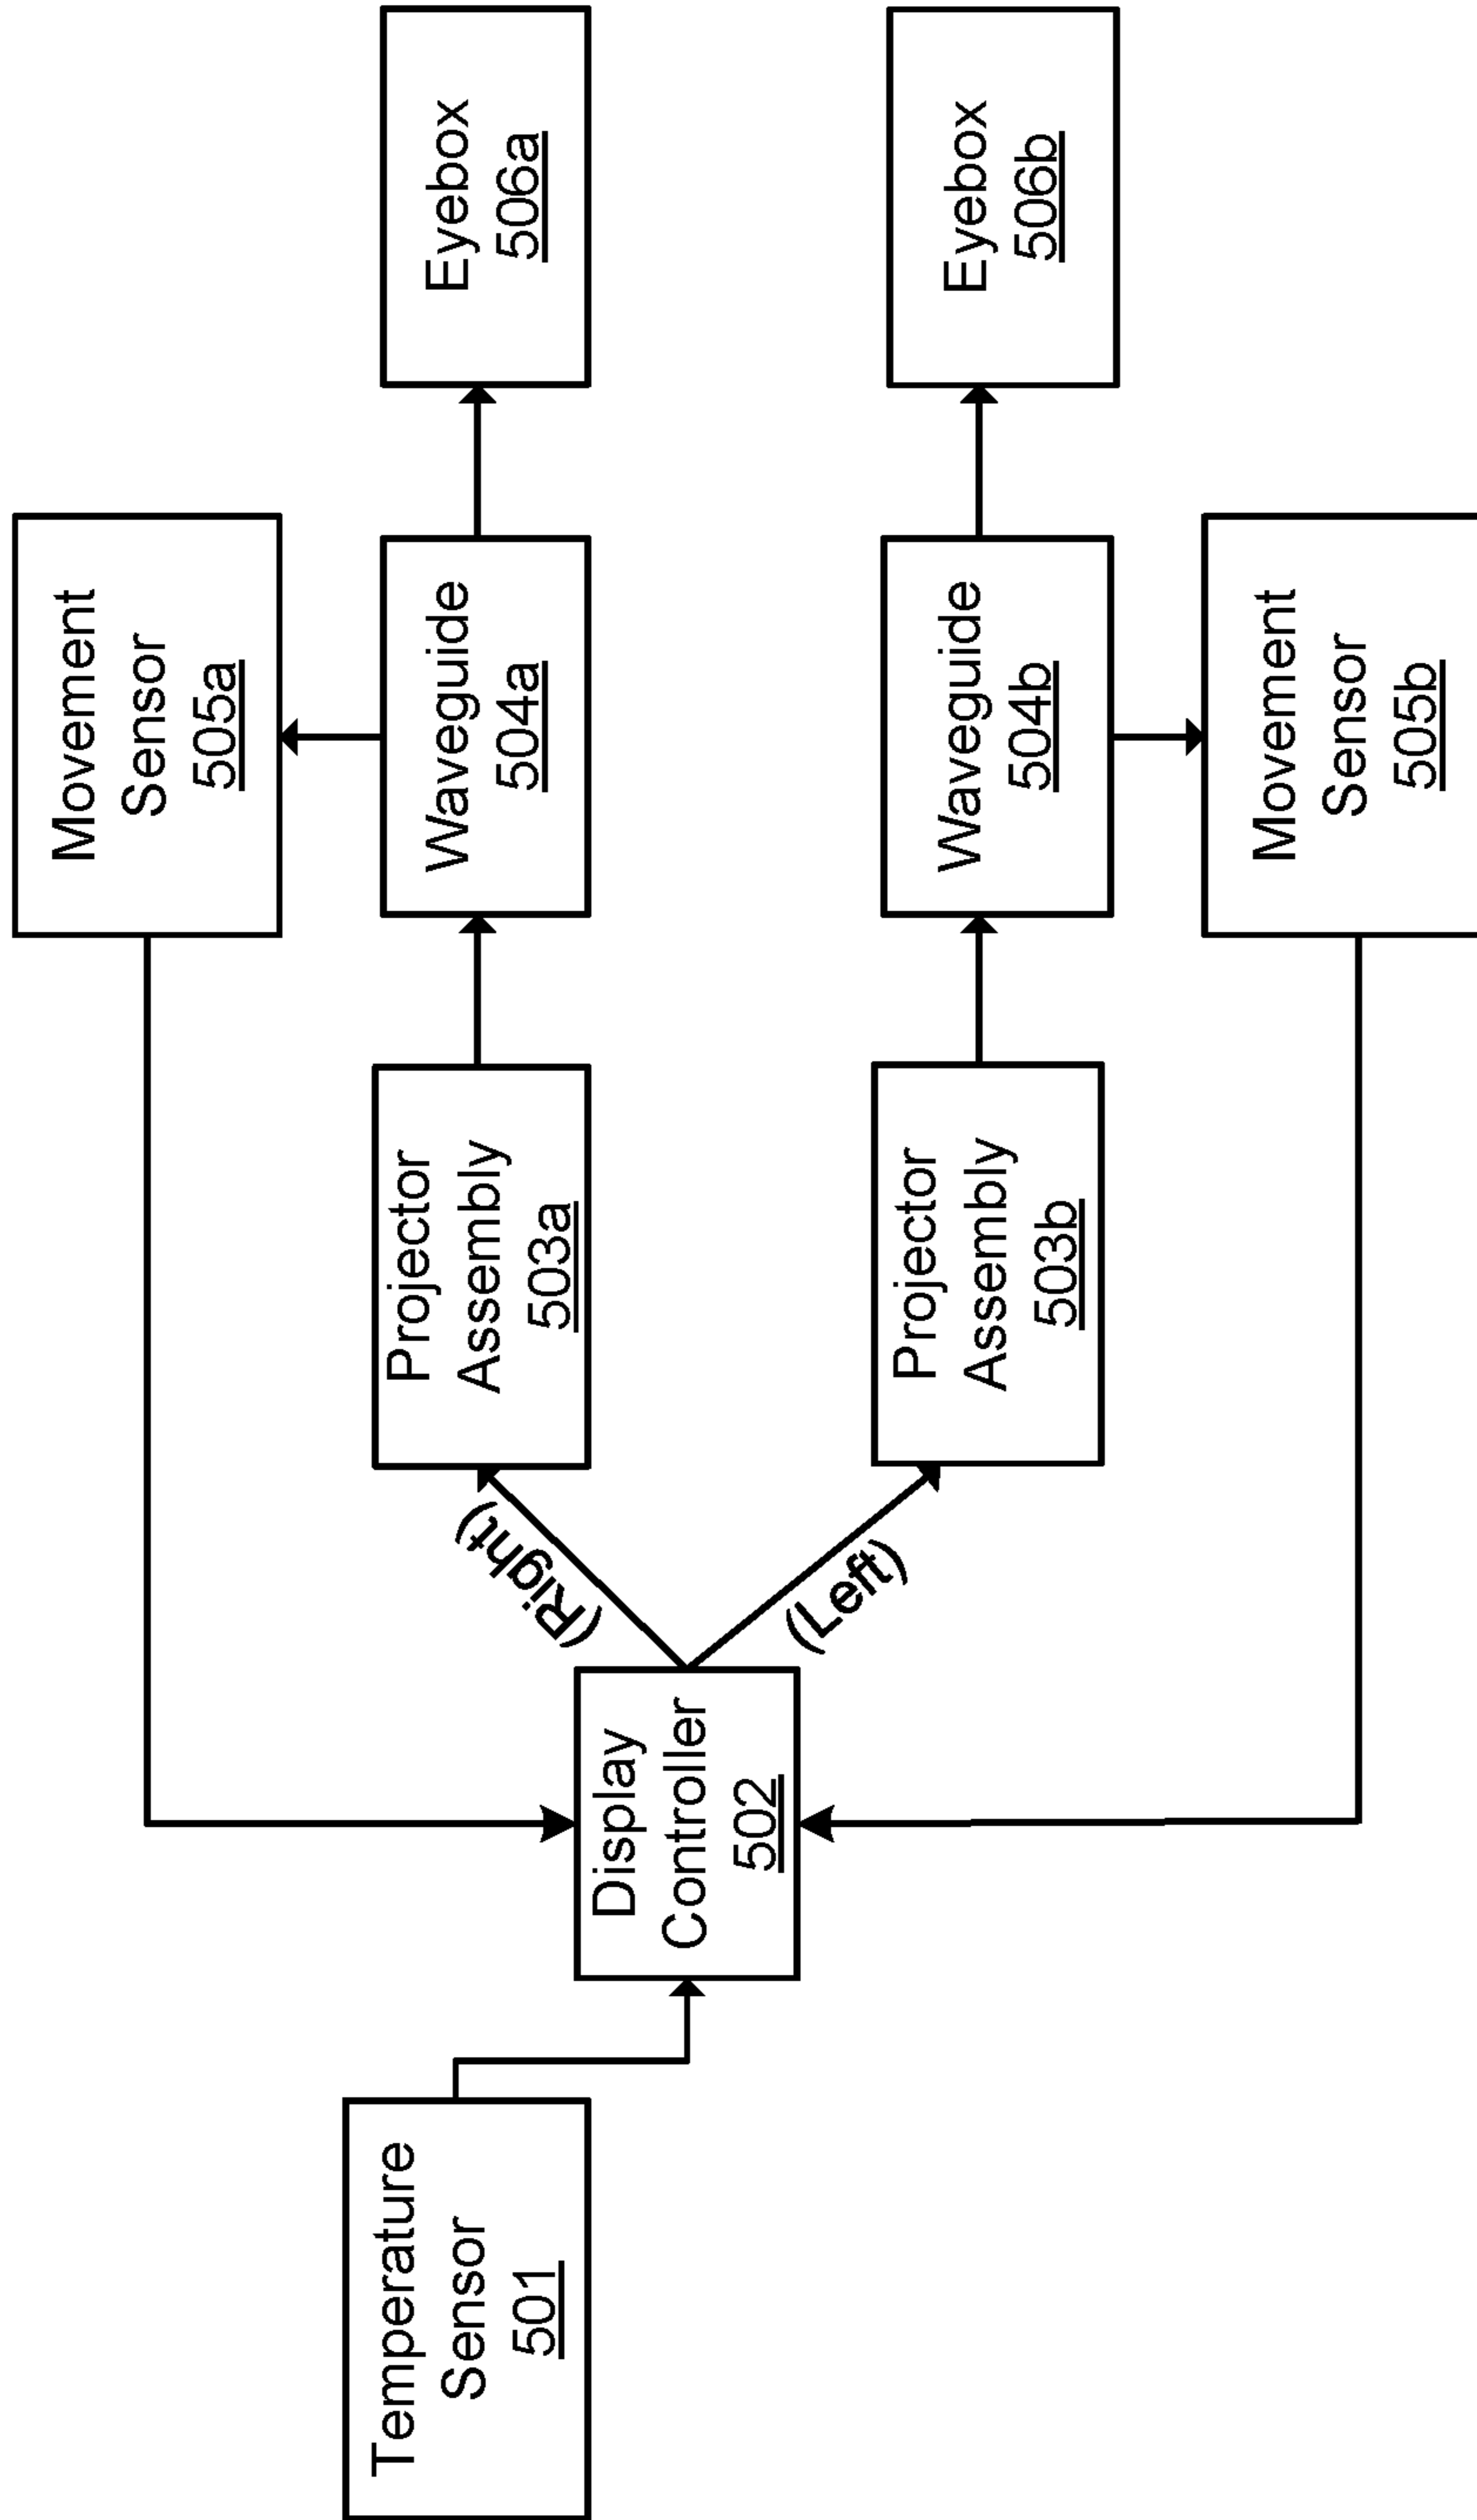 Temperature
Sensor
501
Display
Controller
502
(Right)
(Left)
Projector
Assembly
503a
Projector
Assembly
503b
Waveguide
504a
Waveguide
504b
Movement
Sensor
505a
Movement
Sensor
505b
Eyebox
506a
Eyebox
506b